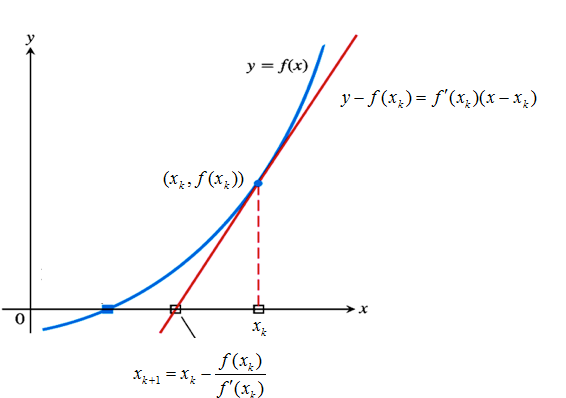 y
y = f(x)
y − f(x_k) = f′(x_k)(x − x_k)
(x_k, f(x_k))
0
x
x_k
x_{k+1} = x_k − f(x_k) / f′(x_k)